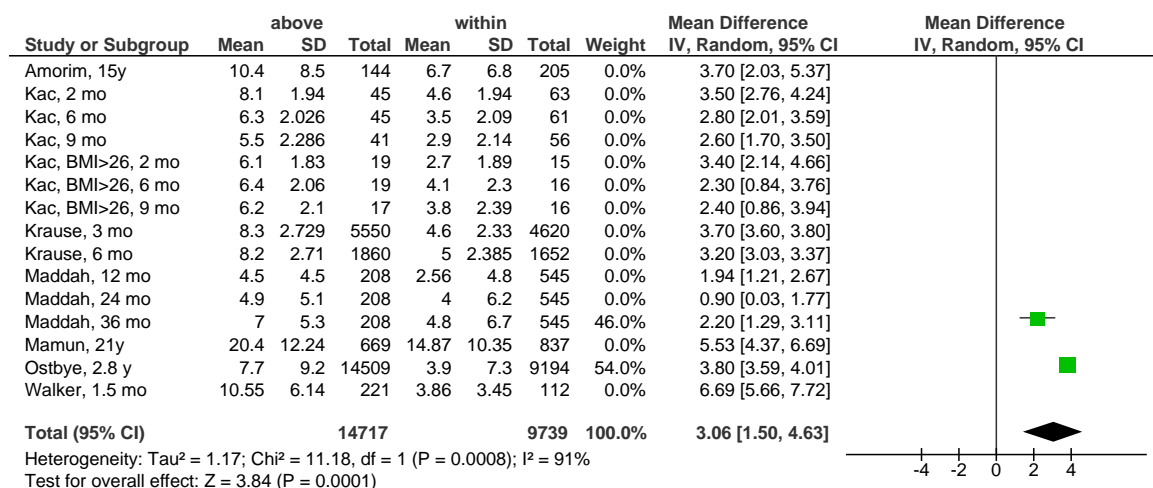 above within Mean Difference Mean Difference
Study or Subgroup Mean SD Total Mean SD Total Weight IV, Random, 95% CI IV, Random, 95% CI
Amorim, 15y 10.4 8.5 144 6.7 6.8 205 0.0% 3.70 [2.03, 5.37]
Kac, 2 mo 8.1 1.94 45 4.6 1.94 63 0.0% 3.50 [2.76, 4.24]
Kac, 6 mo 6.3 2.026 45 3.5 2.09 61 0.0% 2.80 [2.01, 3.59]
Kac, 9 mo 5.5 2.286 41 2.9 2.14 56 0.0% 2.60 [1.70, 3.50]
Kac, BMI>26, 2 mo 6.1 1.83 19 2.7 1.89 15 0.0% 3.40 [2.14, 4.66]
Kac, BMI>26, 6 mo 6.4 2.06 19 4.1 2.3 16 0.0% 2.30 [0.84, 3.76]
Kac, BMI>26, 9 mo 6.2 2.1 17 3.8 2.39 16 0.0% 2.40 [0.86, 3.94]
Krause, 3 mo 8.3 2.729 5550 4.6 2.33 4620 0.0% 3.70 [3.60, 3.80]
Krause, 6 mo 8.2 2.71 1860 5 2.385 1652 0.0% 3.20 [3.03, 3.37]
Maddah, 12 mo 4.5 4.5 208 2.56 4.8 545 0.0% 1.94 [1.21, 2.67]
Maddah, 24 mo 4.9 5.1 208 4 6.2 545 0.0% 0.90 [0.03, 1.77]
Maddah, 36 mo 7 5.3 208 4.8 6.7 545 46.0% 2.20 [1.29, 3.11]
Mamun, 21y 20.4 12.24 669 14.87 10.35 837 0.0% 5.53 [4.37, 6.69]
Ostbye, 2.8 y 7.7 9.2 14509 3.9 7.3 9194 54.0% 3.80 [3.59, 4.01]
Walker, 1.5 mo 10.55 6.14 221 3.86 3.45 112 0.0% 6.69 [5.66, 7.72]
Total (95% CI) 14717 9739 100.0% 3.06 [1.50, 4.63]
Heterogeneity: Tau² = 1.17; Chi² = 11.18, df = 1 (P = 0.0008); I² = 91%
Test for overall effect: Z = 3.84 (P = 0.0001)
-4 -2 0 2 4